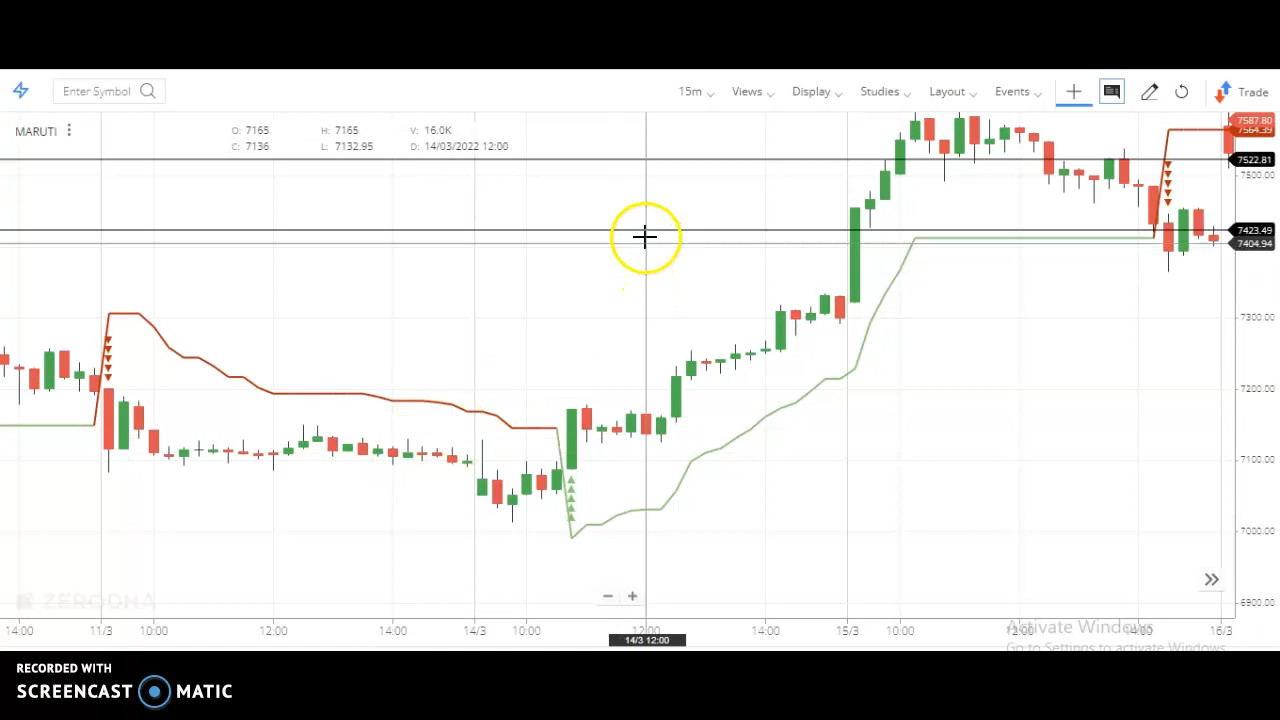 Enter Symbol
15m Views Display Studies Layout Events Trade
MARUTI
O: 7165 H: 7165 V: 16.0K
C: 7136 L: 7132.95 D: 14/03/2022 12:00
7587.80
7564.39
7522.81
7500.00
7423.49
7404.94
7300.00
7200.00
7100.00
7000.00
6900.00
ZERODHA
14:00 11/3 10:00 12:00 14:00 14/3 10:00 12:00 14:00 15/3 10:00 12:00 14:00 16/3
14/3 12:00
Activate Windows
Go to Settings to activate Windows.
RECORDED WITH
SCREENCAST MATIC